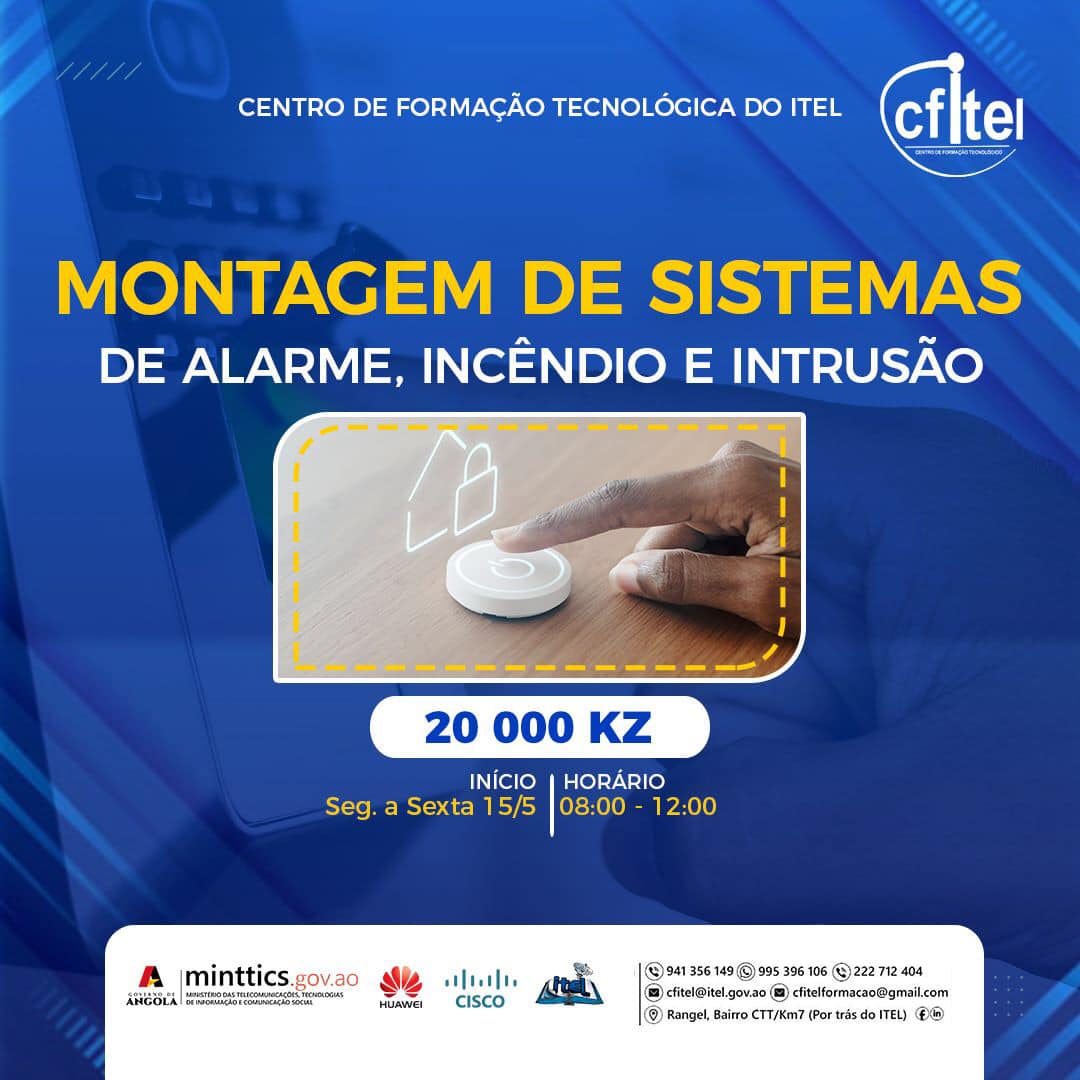 CENTRO DE FORMAÇÃO TECNOLÓGICA DO ITEL
cfitel
CENTRO DE FORMAÇÃO TECNOLÓGICO
MONTAGEM DE SISTEMAS
DE ALARME, INCÊNDIO E INTRUSÃO
20 000 KZ
INÍCIO | HORÁRIO
Seg. a Sexta 15/5 | 08:00 - 12:00
GOVERNO DE
ANGOLA
minttics.gov.ao
MINISTÉRIO DAS TELECOMUNICAÇÕES, TECNOLOGIAS
DE INFORMAÇÃO E COMUNICAÇÃO SOCIAL
HUAWEI
CISCO
itel
941 356 149 995 396 106 222 712 404
cfitel@itel.gov.ao cfitelformacao@gmail.com
Rangel, Bairro CTT/Km7 (Por trás do ITEL) f in